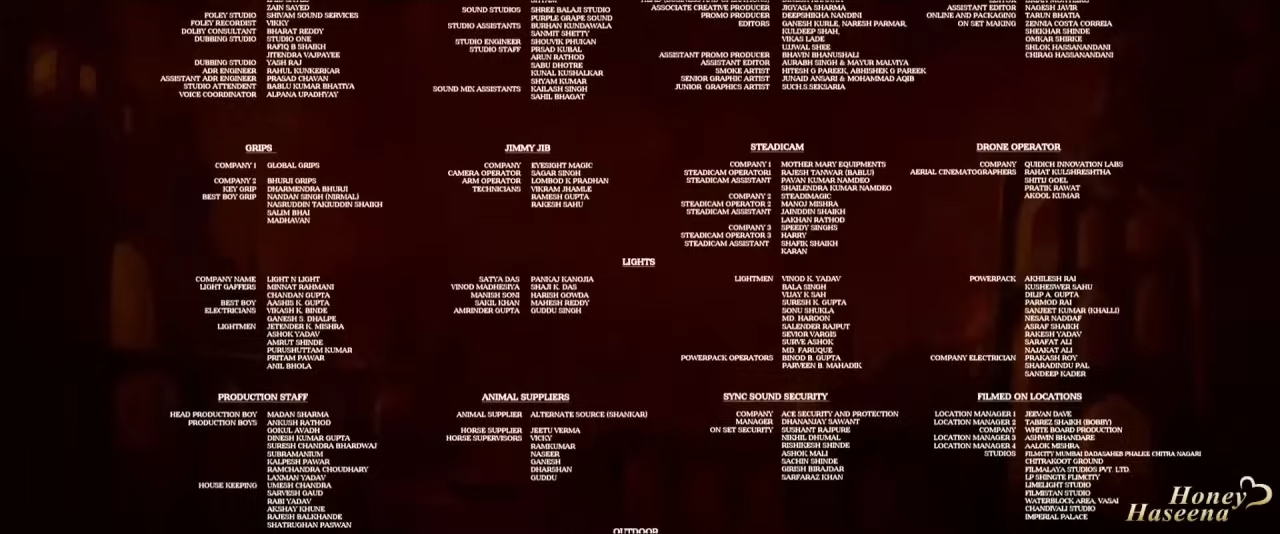 ZAIN SAYED
FOLEY STUDIO SHIVAM SOUND SERVICES
FOLEY RECORDIST VIKKY
DOLBY CONSULTANT BHARAT REDDY
DUBBING STUDIO STUDIO ONE
RAFIQ B SHAIKH
JITENDRA VAJPAYEE
DUBBING STUDIO YASH RAJ
ADR ENGINEER RAHUL KUNKERKAR
ASSISTANT ADR ENGINEER PRASAD CHAVAN
STUDIO ATTENDENT BABLU KUMAR BHATIYA
VOICE COORDINATOR ALPANA UPADHYAY
SOUND STUDIOS SHREE BALAJI STUDIO
PURPLE GRAPE SOUND
STUDIO ASSISTANTS BURHAN KUNDAWALA
SANMIT SHETTY
STUDIO ENGINEER SHOUVIK PHUKAN
STUDIO STAFF PRSAD KUBAL
ARUN RATHOD
SABU DHOTRE
KUNAL KUSHALKAR
SHYAM KUMAR
SOUND MIX ASSISTANTS KAILASH SINGH
SAHIL BHAGAT
ASSOCIATE CREATIVE PRODUCER JIGYASA SHARMA
PROMO PRODUCER DEEPSHIKHA NANDINI
EDITORS GANESH KURLE, NARESH PARMAR,
KULDEEP SHAH,
VIKAS LADE
UJJWAL SHEE
ASSISTANT PROMO PRODUCER BHAVIN BHANUSHALI
ASSISTANT EDITOR AURABH SINGH & MAYUR MALVIYA
SMOKE ARTIST HITESH G PAREEK, ABHISHEK G PAREEK
SENIOR GRAPHIC ARTIST JUNAID ANSARI & MOHAMMAD AQIB
JUNIOR GRAPHICS ARTIST SUCH.S.SEKSARIA
ASSISTANT EDITOR NAGESH JAVIR
ONLINE AND PACKAGING TARUN BHATIA
ON SET MAKING ZENNIA COSTA CORREIA
SHEKHAR SHINDE
OMKAR SHIRKE
SHLOK HASSANANDANI
CHIRAG HASSANANDANI
GRIPS
COMPANY 1 GLOBAL GRIPS
COMPANY 2 BHURJI GRIPS
KEY GRIP DHARMENDRA BHURJI
BEST BOY GRIP NANDAN SINGH (NIRMAL)
NASRUDDIN TAKIUDDIN SHAIKH
SALIM BHAI
MADHAVAN
JIMMY JIB
COMPANY EYESIGHT MAGIC
CAMERA OPERATOR SAGAR SINGH
ARM OPERATOR LOMBOD K PRADHAN
TECHNICIANS VIKRAM JHAMLE
RAMESH GUPTA
RAKESH SAHU
STEADICAM
COMPANY 1 MOTHER MARY EQUIPMENTS
STEADICAM OPERATOR1 RAJESH TANWAR (BABLU)
STEADICAM ASSISTANT PAVAN KUMAR NAMDEO
SHAILENDRA KUMAR NAMDEO
COMPANY 2 STEADIMAGIC
STEADICAM OPERATOR 2 MANOJ MISHRA
STEADICAM ASSISTANT JAINDDIN SHAIKH
LAKHAN RATHOD
COMPANY 3 SPEEDY SINGHS
STEADICAM OPERATOR 3 HARRY
STEADICAM ASSISTANT SHAFIK SHAIKH
KARAN
DRONE OPERATOR
COMPANY QUIDICH INNOVATION LABS
AERIAL CINEMATOGRAPHERS RAHAT KULSHRESHTHA
SHITIJ GOEL
PRATIK RAWAT
AKOOL KUMAR
LIGHTS
COMPANY NAME LIGHT N LIGHT
LIGHT GAFFERS MINNAT RAHMANI
CHANDAN GUPTA
BEST BOY AASHIS K. GUPTA
ELECTRICIANS VIKASH K. BINDE
GANESH S. DHALPE
LIGHTMEN JETENDER K. MISHRA
ASHOK YADAV
AMRUT SHINDE
PURUSHUTTAM KUMAR
PRITAM PAWAR
ANIL BHOLA
SATYA DAS PANKAJ KANOJIA
VINOD MADHESIYA SHAJI K. DAS
MANISH SONI HARISH GOWDA
SAKIL KHAN MAHESH REDDY
AMRINDER GUPTA GUDDU SINGH
LIGHTMEN VINOD K. YADAV
BALA SINGH
VIJAY K SAH
SURESH K. GUPTA
SONU SHUKLA
MD. HAROON
SALENDER RAJPUT
SEVIOR VARGIS
SURVE ASHOK
MD. FARUQUE
POWERPACK OPERATORS BINOD B. GUPTA
PARVEEN B. MAHADIK
POWERPACK AKHILESH RAI
KUSHESWER SAHU
DILIP A. GUPTA
PARMOD RAI
SANJEET KUMAR (KHALLI)
NESAR NADDAF
ASRAF SHAIKH
RAKESH YADAV
SARAFAT ALI
NAJAKAT ALI
COMPANY ELECTRICIAN PRAKASH ROY
SHARADINDU PAL
SANDEEP KADER
PRODUCTION STAFF
HEAD PRODUCTION BOY MADAN SHARMA
PRODUCTION BOYS ANKUSH RATHOD
GOKUL AVADH
DINESH KUMAR GUPTA
SURESH CHANDRA BHARDWAJ
SUBRAMANIUM
KALPESH PAWAR
RAMCHANDRA CHOUDHARY
LAXMAN YADAV
HOUSE KEEPING UMESH CHANDRA
SARVESH GAUD
RABI YADAV
AKSHAY KHUNE
RAJESH BALKHANDE
SHATRUGHAN PASWAN
ANIMAL SUPPLIERS
ANIMAL SUPPLIER ALTERNATE SOURCE (SHANKAR)
HORSE SUPPLIER JEETU VERMA
HORSE SUPERVISORS VICKY
RAMKUMAR
NASEER
GANESH
DHARSHAN
GUDDU
SYNC SOUND SECURITY
COMPANY ACE SECURITY AND PROTECTION
MANAGER DHANANJAY SAWANT
ON SET SECURITY SUSHANT RAJPURE
NIKHIL DHUMAL
RISHIKESH SHINDE
ASHOK MALI
SACHIN SHINDE
GIRISH BIRAJDAR
SARFARAZ KHAN
FILMED ON LOCATIONS
LOCATION MANAGER 1 JEEVAN DAVE
LOCATION MANAGER 2 TABREZ SHAIKH (BOBBY)
COMPANY WHITE BOARD PRODUCTION
LOCATION MANAGER 3 ASHWIN BHANDARE
LOCATION MANAGER 4 AALOK MISHRA
STUDIOS FILMCITY MUMBAI DADASAHEB PHALKE CHITRA NAGARI
CHITRAKOOT GROUND
FILMALAYA STUDIOS PVT. LTD.
LP SHINGTE FLIMCITY
LIMELIGHT STUDIO
FILMISTAN STUDIO
WATERBLOCK AREA, VASAI
CHANDIVALI STUDIO
IMPERIAL PALACE
OUTDOOR
Honey
Haseena